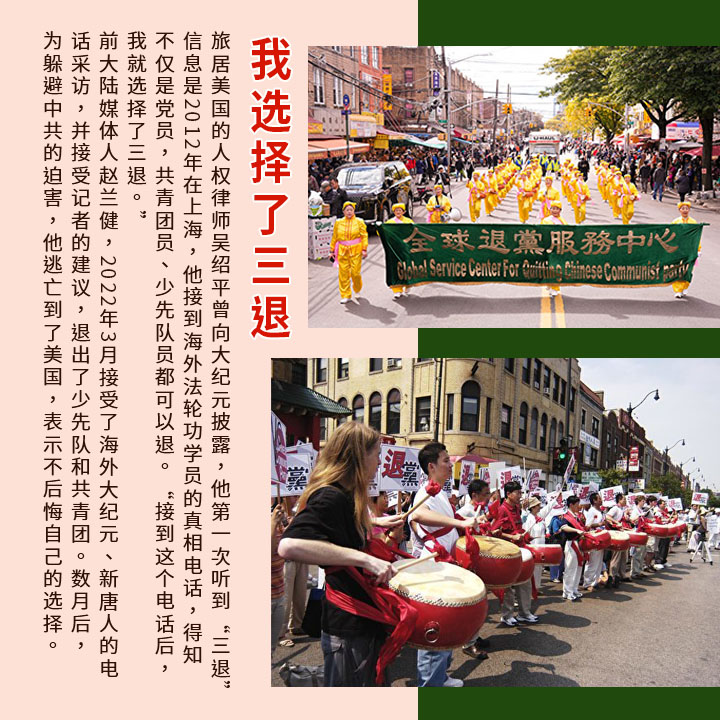 我选择了三退
旅居美国的人权律师吴绍平曾向大纪元披露，他第一次听到“三退”
信息是2012年在上海，他接到海外法轮功学员的真相电话，得知
不仅是党员，共青团员、少先队员都可以退。“接到这个电话后，
我就选择了三退。”
前大陆媒体人赵兰健，2022年3月接受了海外大纪元、新唐人的电
话采访，并接受记者的建议，退出了少先队和共青团。数月后，
为躲避中共的迫害，他逃亡到了美国，表示不后悔自己的选择。
全球退黨服務中心
Global Service Center For Quitting Chinese Communist party
退黨